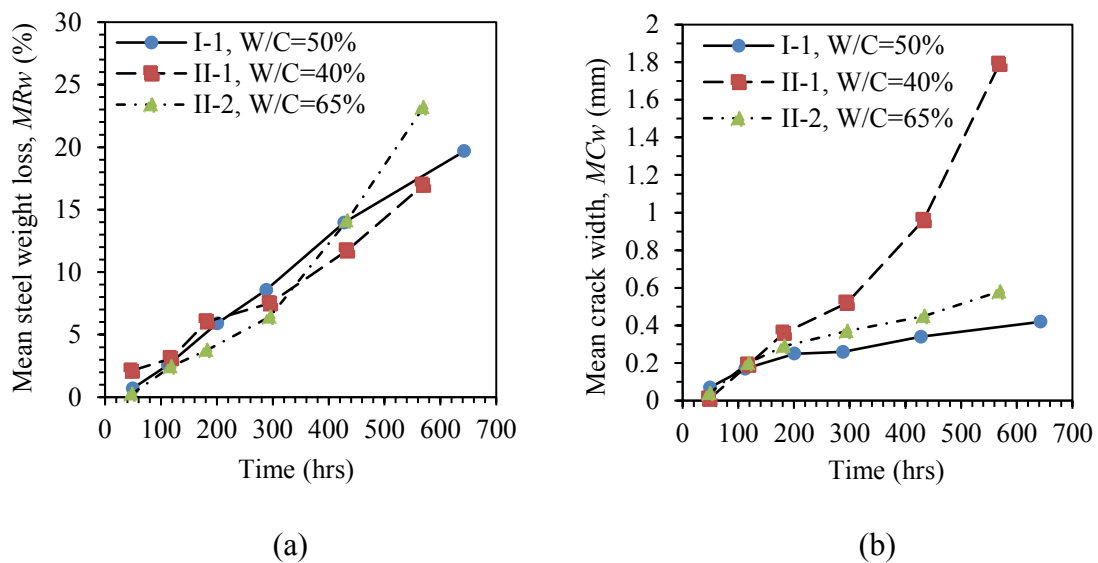 Mean steel weight loss, MRw (%)
30
25
20
15
10
5
0
I-1, W/C=50%
II-1, W/C=40%
II-2, W/C=65%
0 100 200 300 400 500 600 700
Time (hrs)
(a)
Mean crack width, MCw (mm)
2
1.8
1.6
1.4
1.2
1
0.8
0.6
0.4
0.2
0
I-1, W/C=50%
II-1, W/C=40%
II-2, W/C=65%
0 100 200 300 400 500 600 700
Time (hrs)
(b)